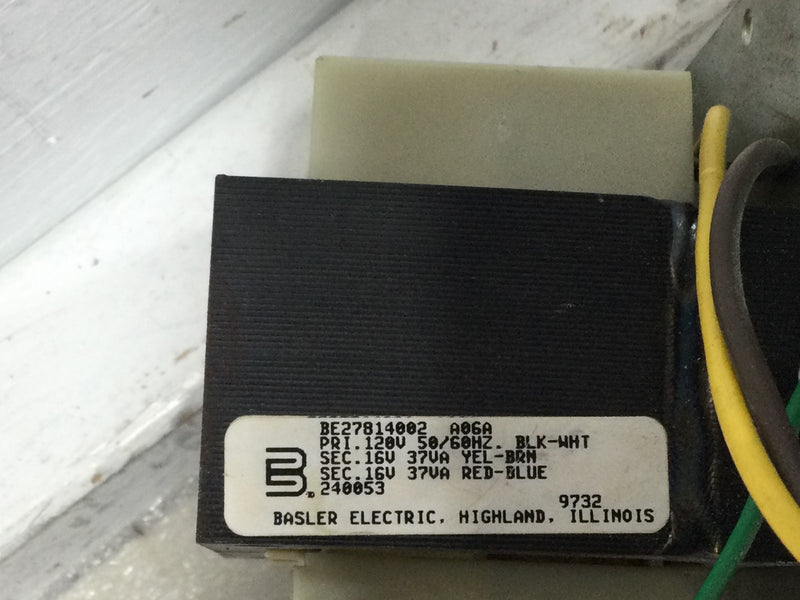 BE27814002 A06A
PRI.120V 50/60HZ. BLK-WHT
SEC.16V 37VA YEL-BRN
SEC.16V 37VA RED-BLUE
240053
9732
BASLER ELECTRIC, HIGHLAND, ILLINOIS